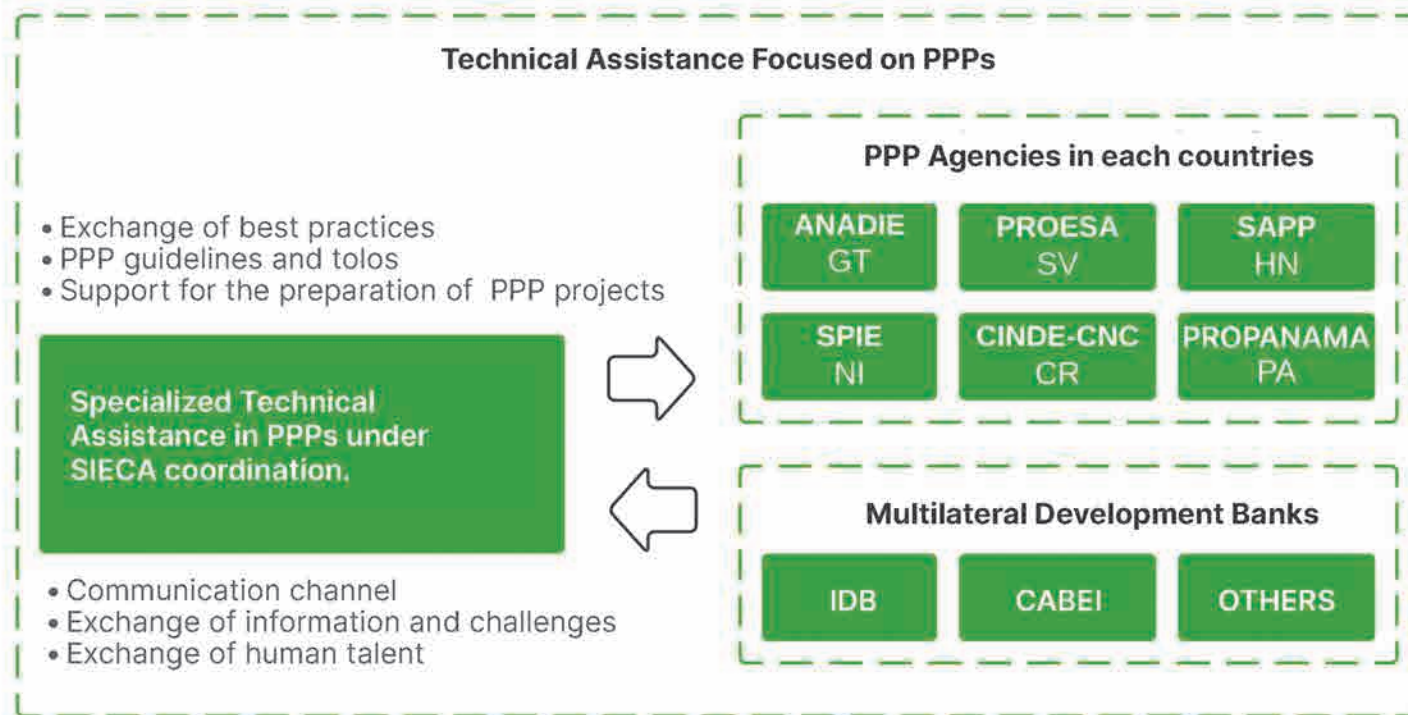 Technical Assistance Focused on PPPs
• Exchange of best practices
• PPP guidelines and tolos
• Support for the preparation of PPP projects
Specialized Technical
Assistance in PPPs under
SIECA coordination.
• Communication channel
• Exchange of information and challenges
• Exchange of human talent
PPP Agencies in each countries
ANADIE
GT
PROESA
SV
SAPP
HN
SPIE
NI
CINDE-CNC
CR
PROPANAMA
PA
Multilateral Development Banks
IDB
CABEI
OTHERS